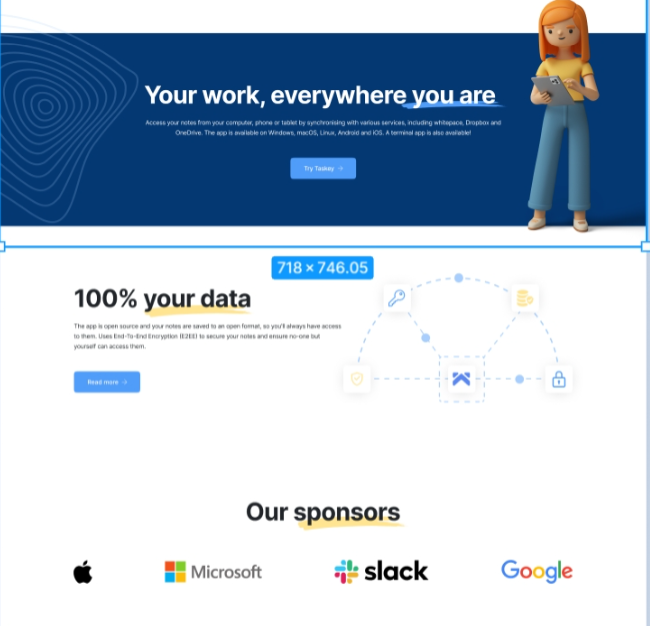 Your work, everywhere you are
Access your notes from your computer, phone or tablet by synchronising with various services, including whitepace, Dropbox and
OneDrive. The app is available on Windows, macOS, Linux, Android and iOS. A terminal app is also available!
Try Taskey →
718 × 746.05
100% your data
The app is open source and your notes are saved to an open format, so you'll always have access
to them. Uses End-To-End Encryption (E2EE) to secure your notes and ensure no-one but
yourself can access them.
Read more →
Our sponsors
Microsoft
slack
Google